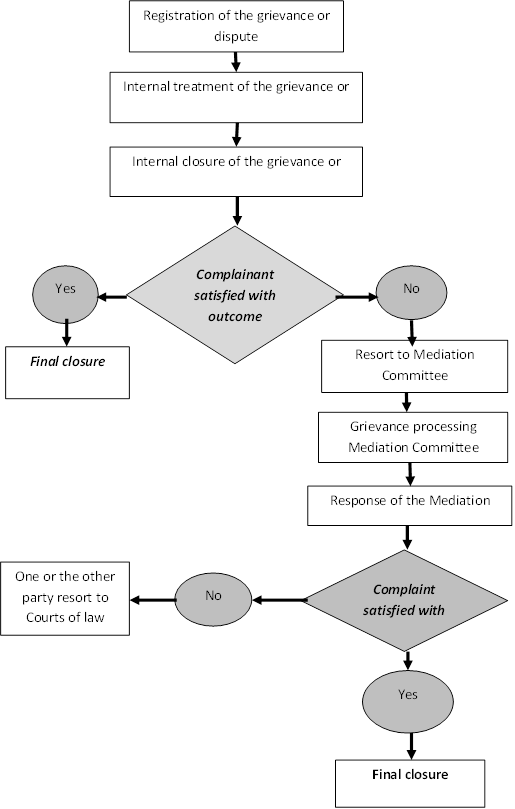 Registration of the grievance or
dispute
Internal treatment of the grievance or
Internal closure of the grievance or
Complainant
satisfied with
outcome
Yes
No
Final closure
Resort to Mediation
Committee
Grievance processing
Mediation Committee
Response of the Mediation
Complaint
satisfied with
No
One or the other
party resort to
Courts of law
Yes
Final closure